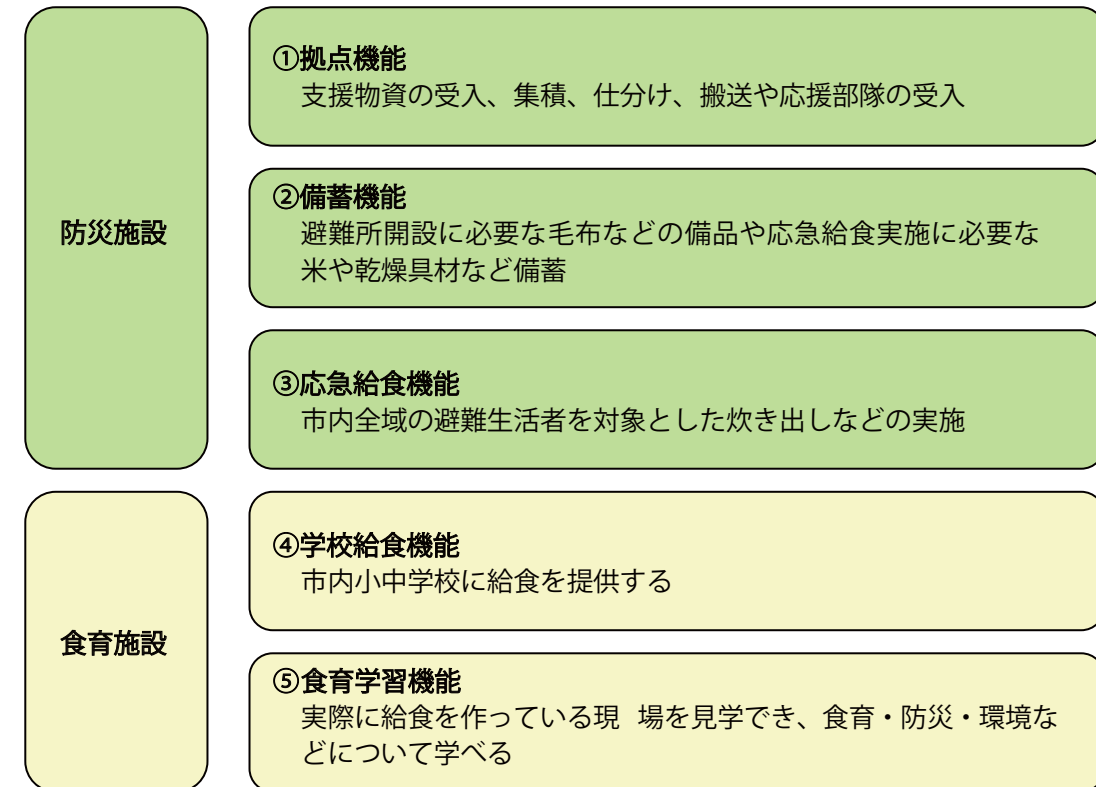 防災施設
①拠点機能
支援物資の受入、集積、仕分け、搬送や応援部隊の受入
②備蓄機能
避難所開設に必要な毛布などの備品や応急給食実施に必要な
米や乾燥具材など備蓄
③応急給食機能
市内全域の避難生活者を対象とした炊き出しなどの実施
食育施設
④学校給食機能
市内小中学校に給食を提供する
⑤食育学習機能
実際に給食を作っている現 場を見学でき、食育・防災・環境な
どについて学べる